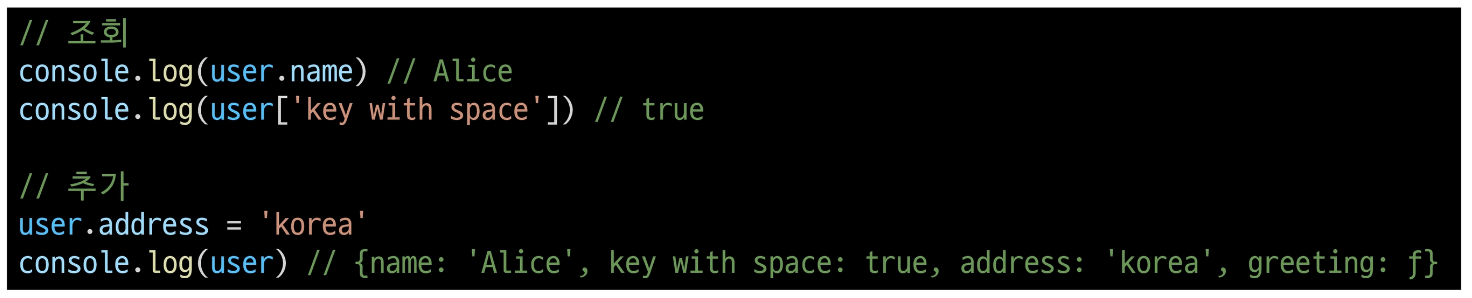 // 조회
console.log(user.name) // Alice
console.log(user['key with space']) // true
// 추가
user.address = 'korea'
console.log(user) // {name: 'Alice', key with space: true, address: 'korea', greeting: ƒ}